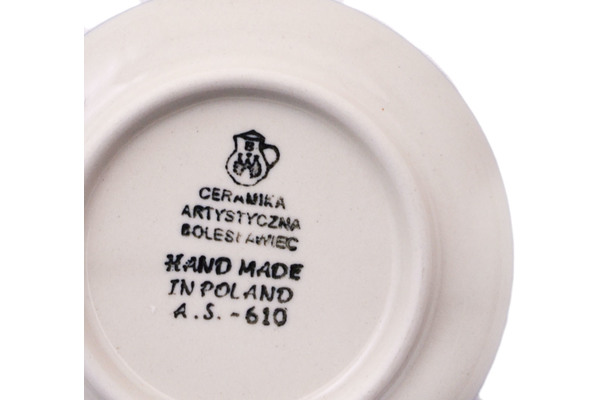 B
CERAMIKA
ARTYSTYCZNA
BOLESŁAWIEC
HAND MADE
IN POLAND
A.S.-610